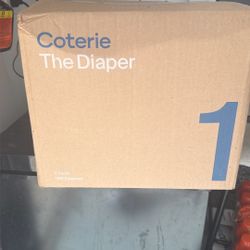 Coterie
The Diaper
1